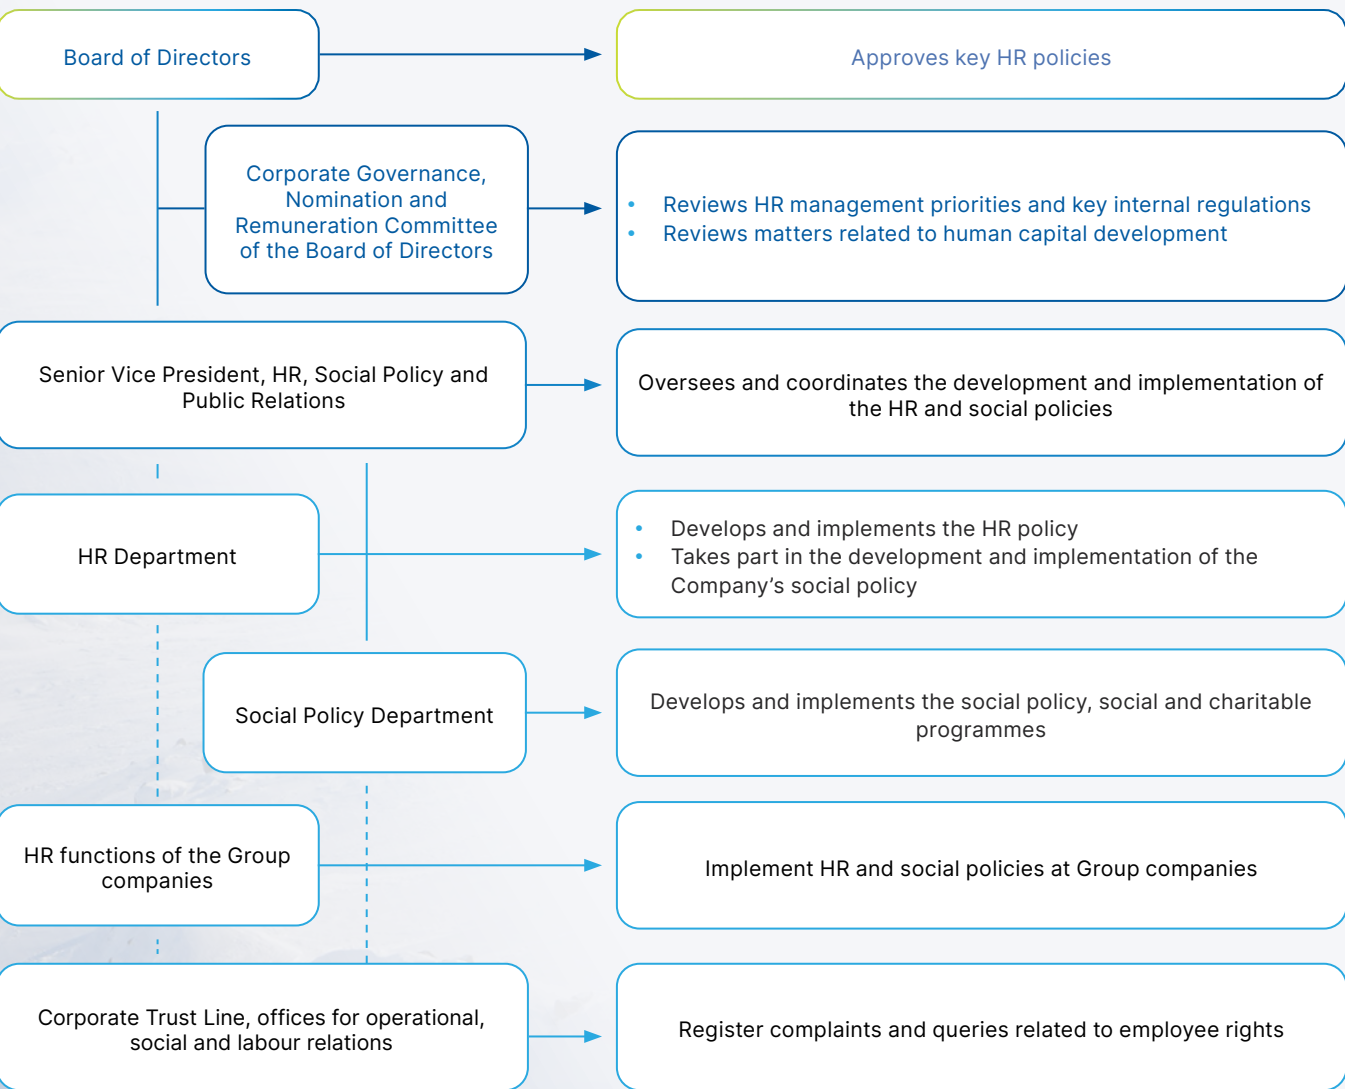 Board of Directors
Approves key HR policies
Corporate Governance,
Nomination and
Remuneration Committee
of the Board of Directors
• Reviews HR management priorities and key internal regulations
• Reviews matters related to human capital development
Senior Vice President, HR, Social Policy and
Public Relations
Oversees and coordinates the development and implementation of
the HR and social policies
HR Department
• Develops and implements the HR policy
• Takes part in the development and implementation of the
Company’s social policy
Social Policy Department
Develops and implements the social policy, social and charitable
programmes
HR functions of the Group
companies
Implement HR and social policies at Group companies
Corporate Trust Line, offices for operational,
social and labour relations
Register complaints and queries related to employee rights